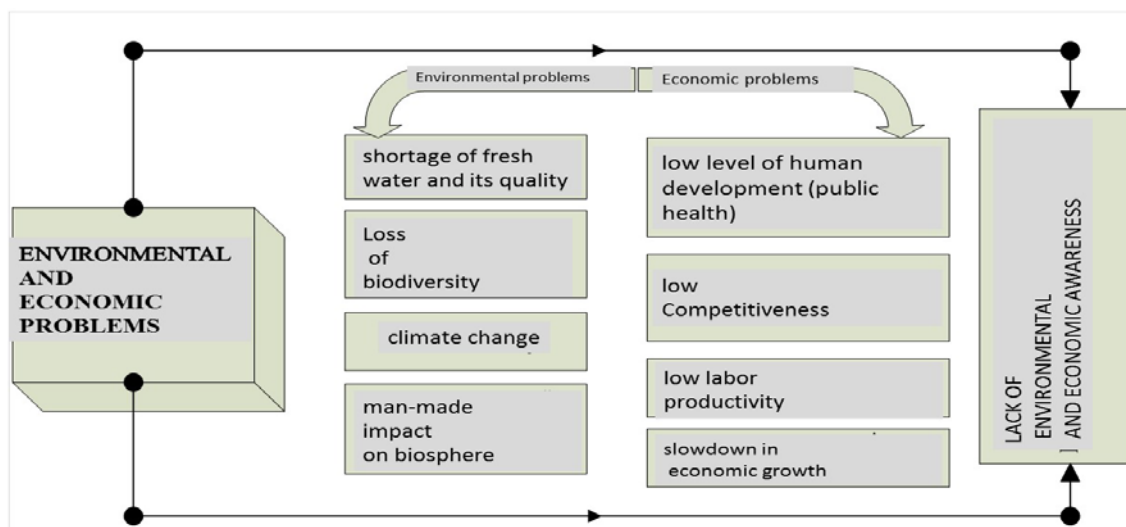 Environmental problems
Economic problems
ENVIRONMENTAL
AND
ECONOMIC
PROBLEMS
shortage of fresh
water and its quality
Loss
of
biodiversity
climate change
man-made
impact
on biosphere
low level of human
development (public
health)
low
Competitiveness
low labor
productivity
slowdown in
economic growth
LACK OF
ENVIRONMENTAL
AND ECONOMIC AWARENESS